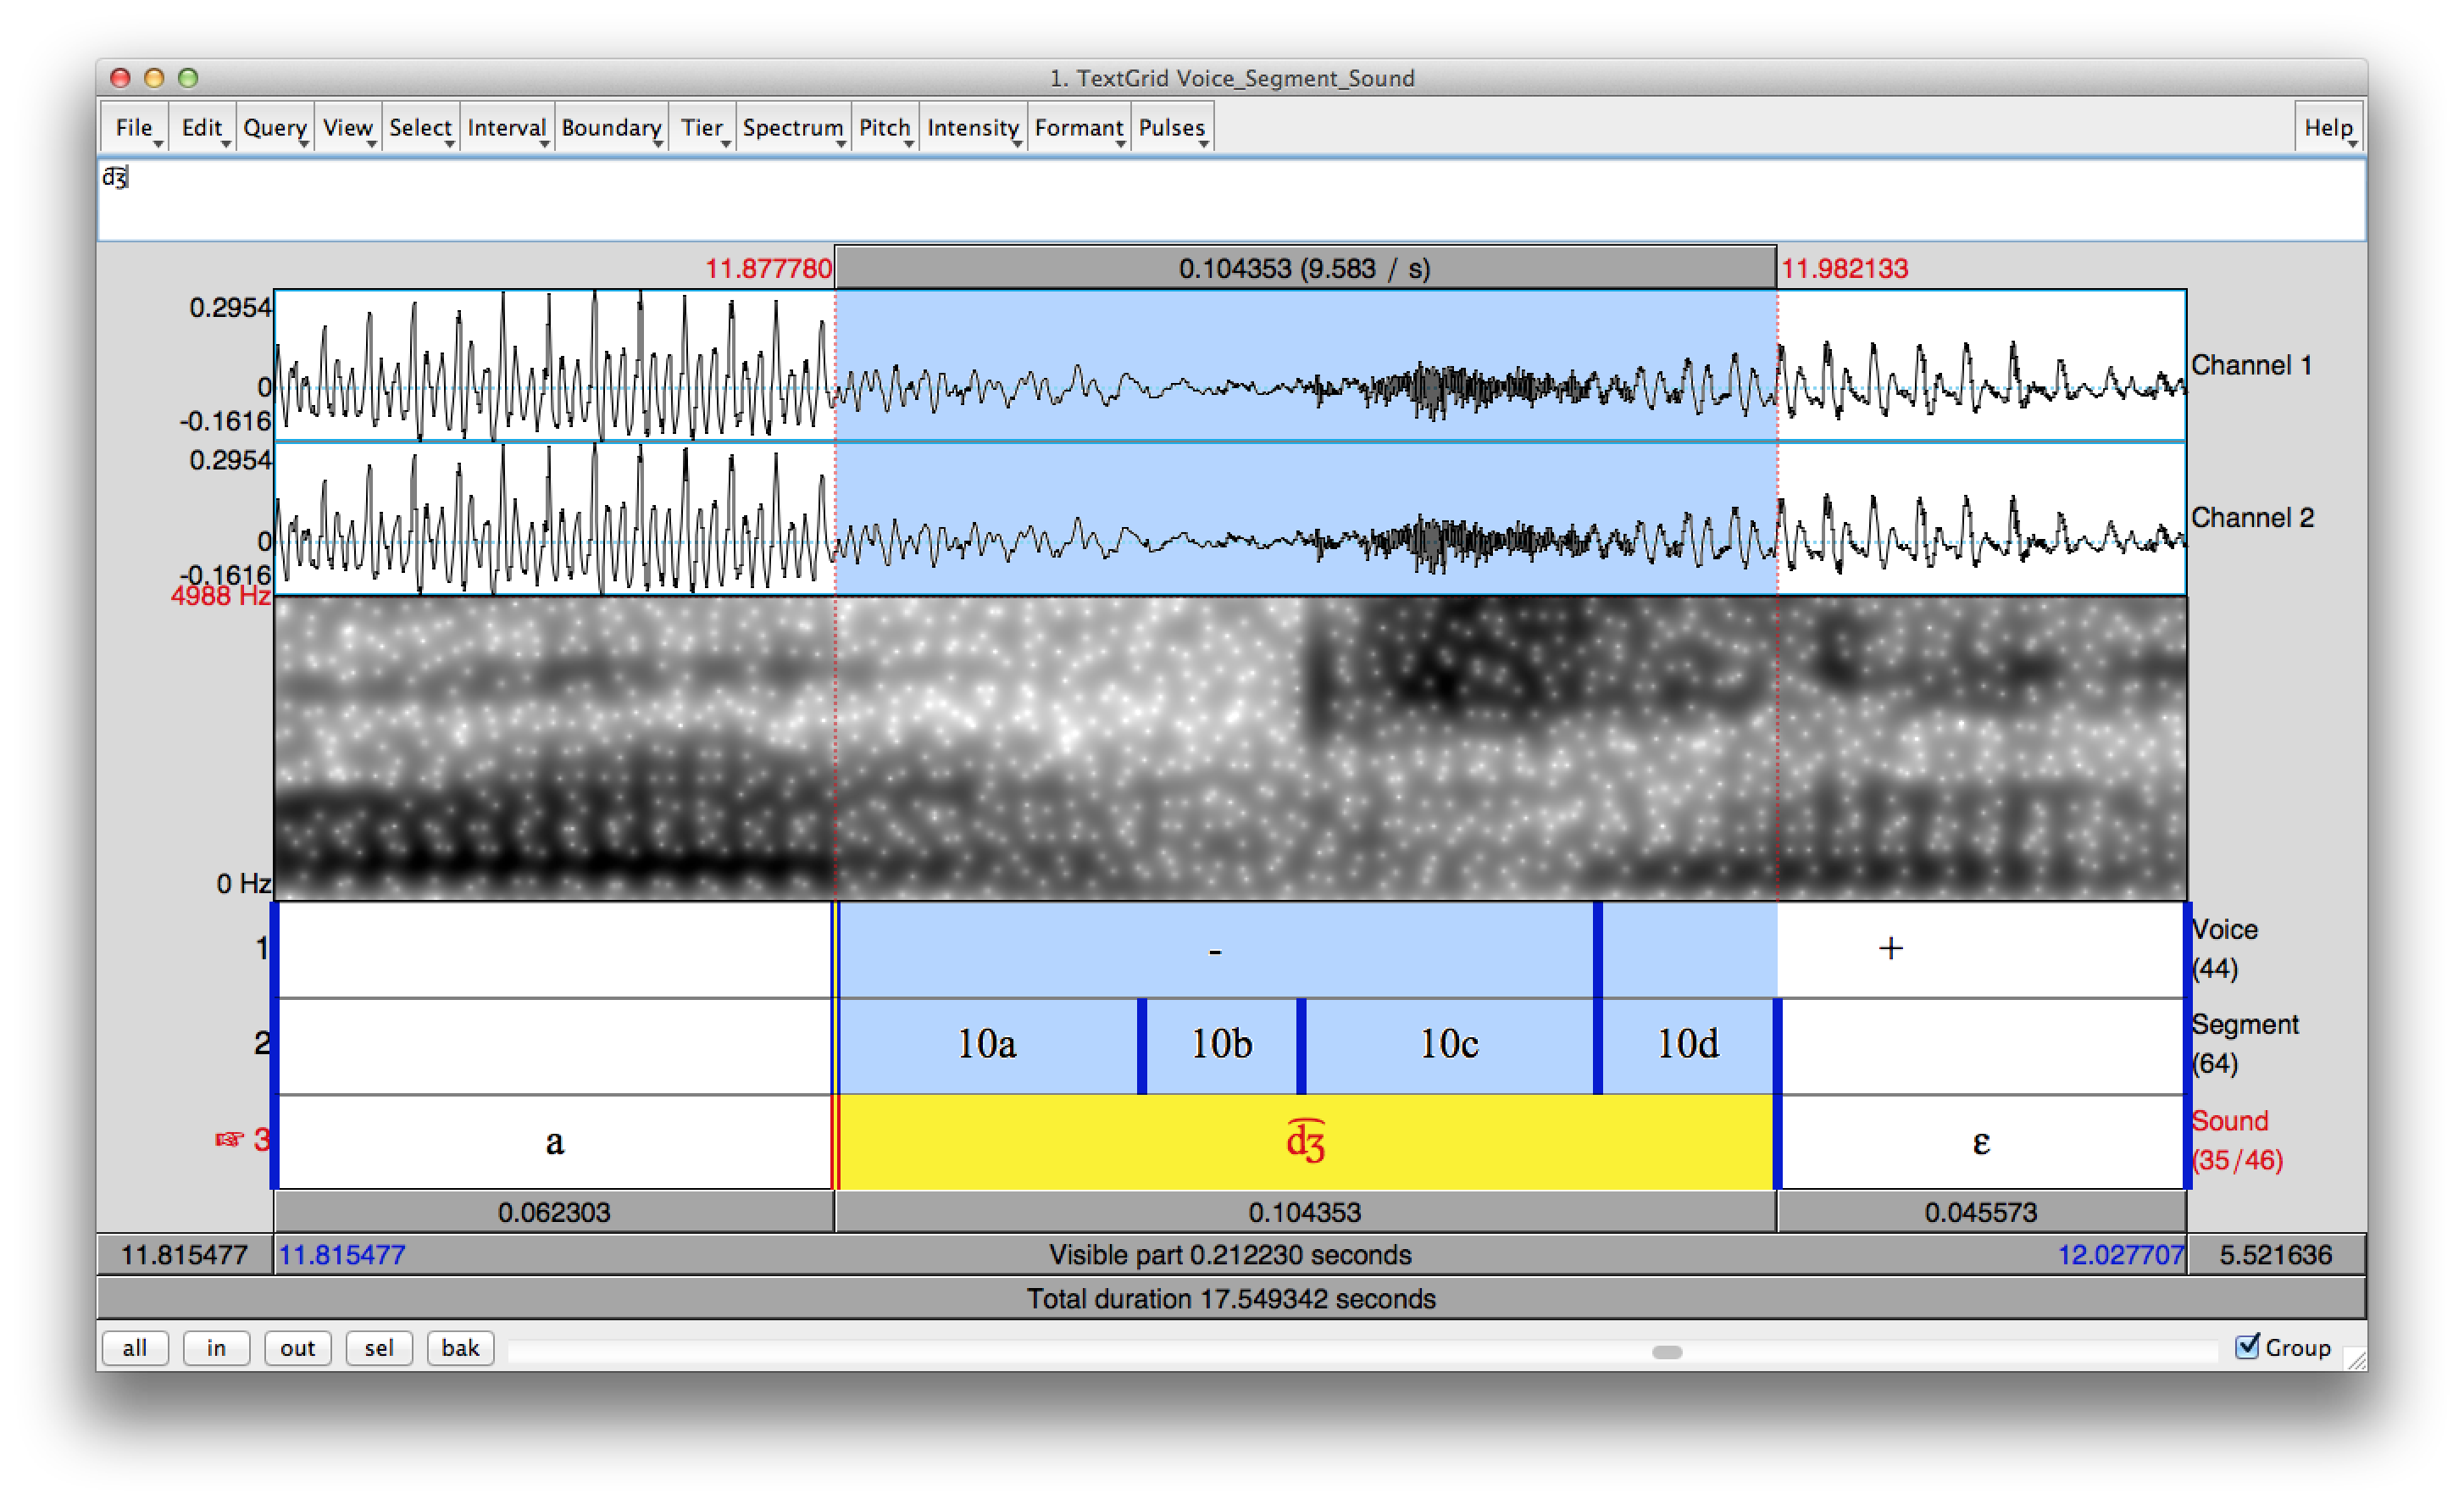 1. TextGrid Voice_Segment_Sound
File Edit Query View Select Interval Boundary Tier Spectrum Pitch Intensity Formant Pulses Help
d͡ʒ
11.877780 0.104353 (9.583 / s) 11.982133
0.2954
0
-0.1616
Channel 1
0.2954
0
-0.1616
Channel 2
4988 Hz
0 Hz
1 - + Voice
(44)
2 10a 10b 10c 10d Segment
(64)
☞ 3 a d͡ʒ ɛ Sound
(35/46)
0.062303 0.104353 0.045573
11.815477 11.815477 Visible part 0.212230 seconds 12.027707 5.521636
Total duration 17.549342 seconds
all in out sel bak Group